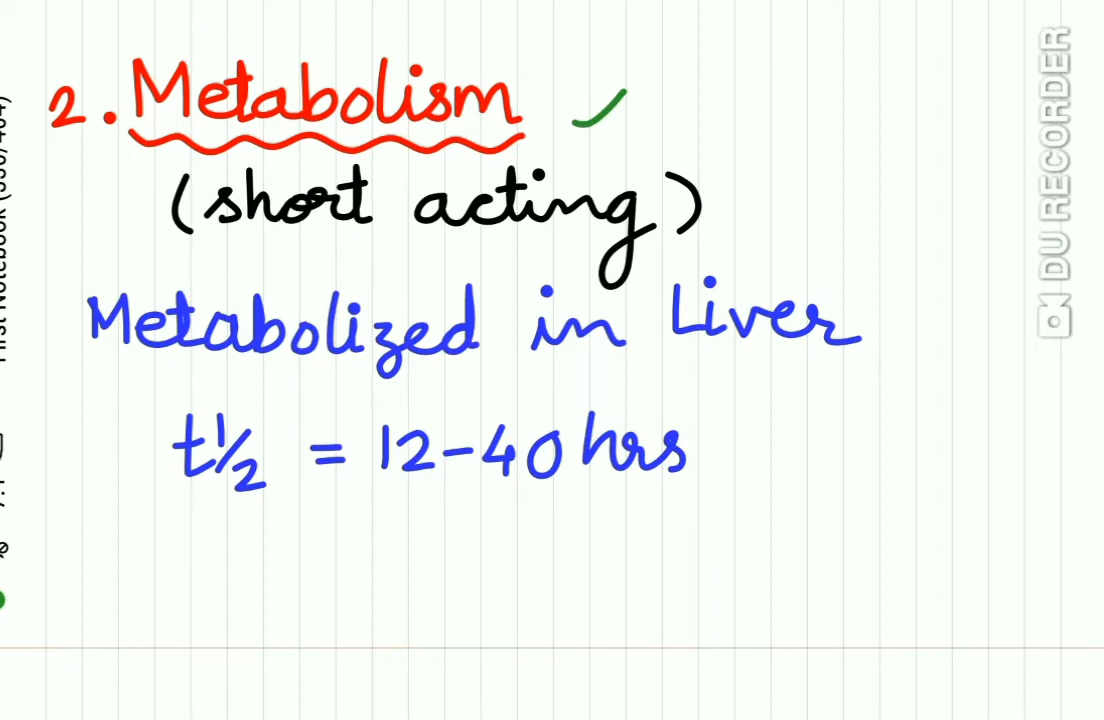 2. Metabolism ✓
(short acting)
Metabolized in Liver
t½ = 12-40 hrs
DU RECORDER